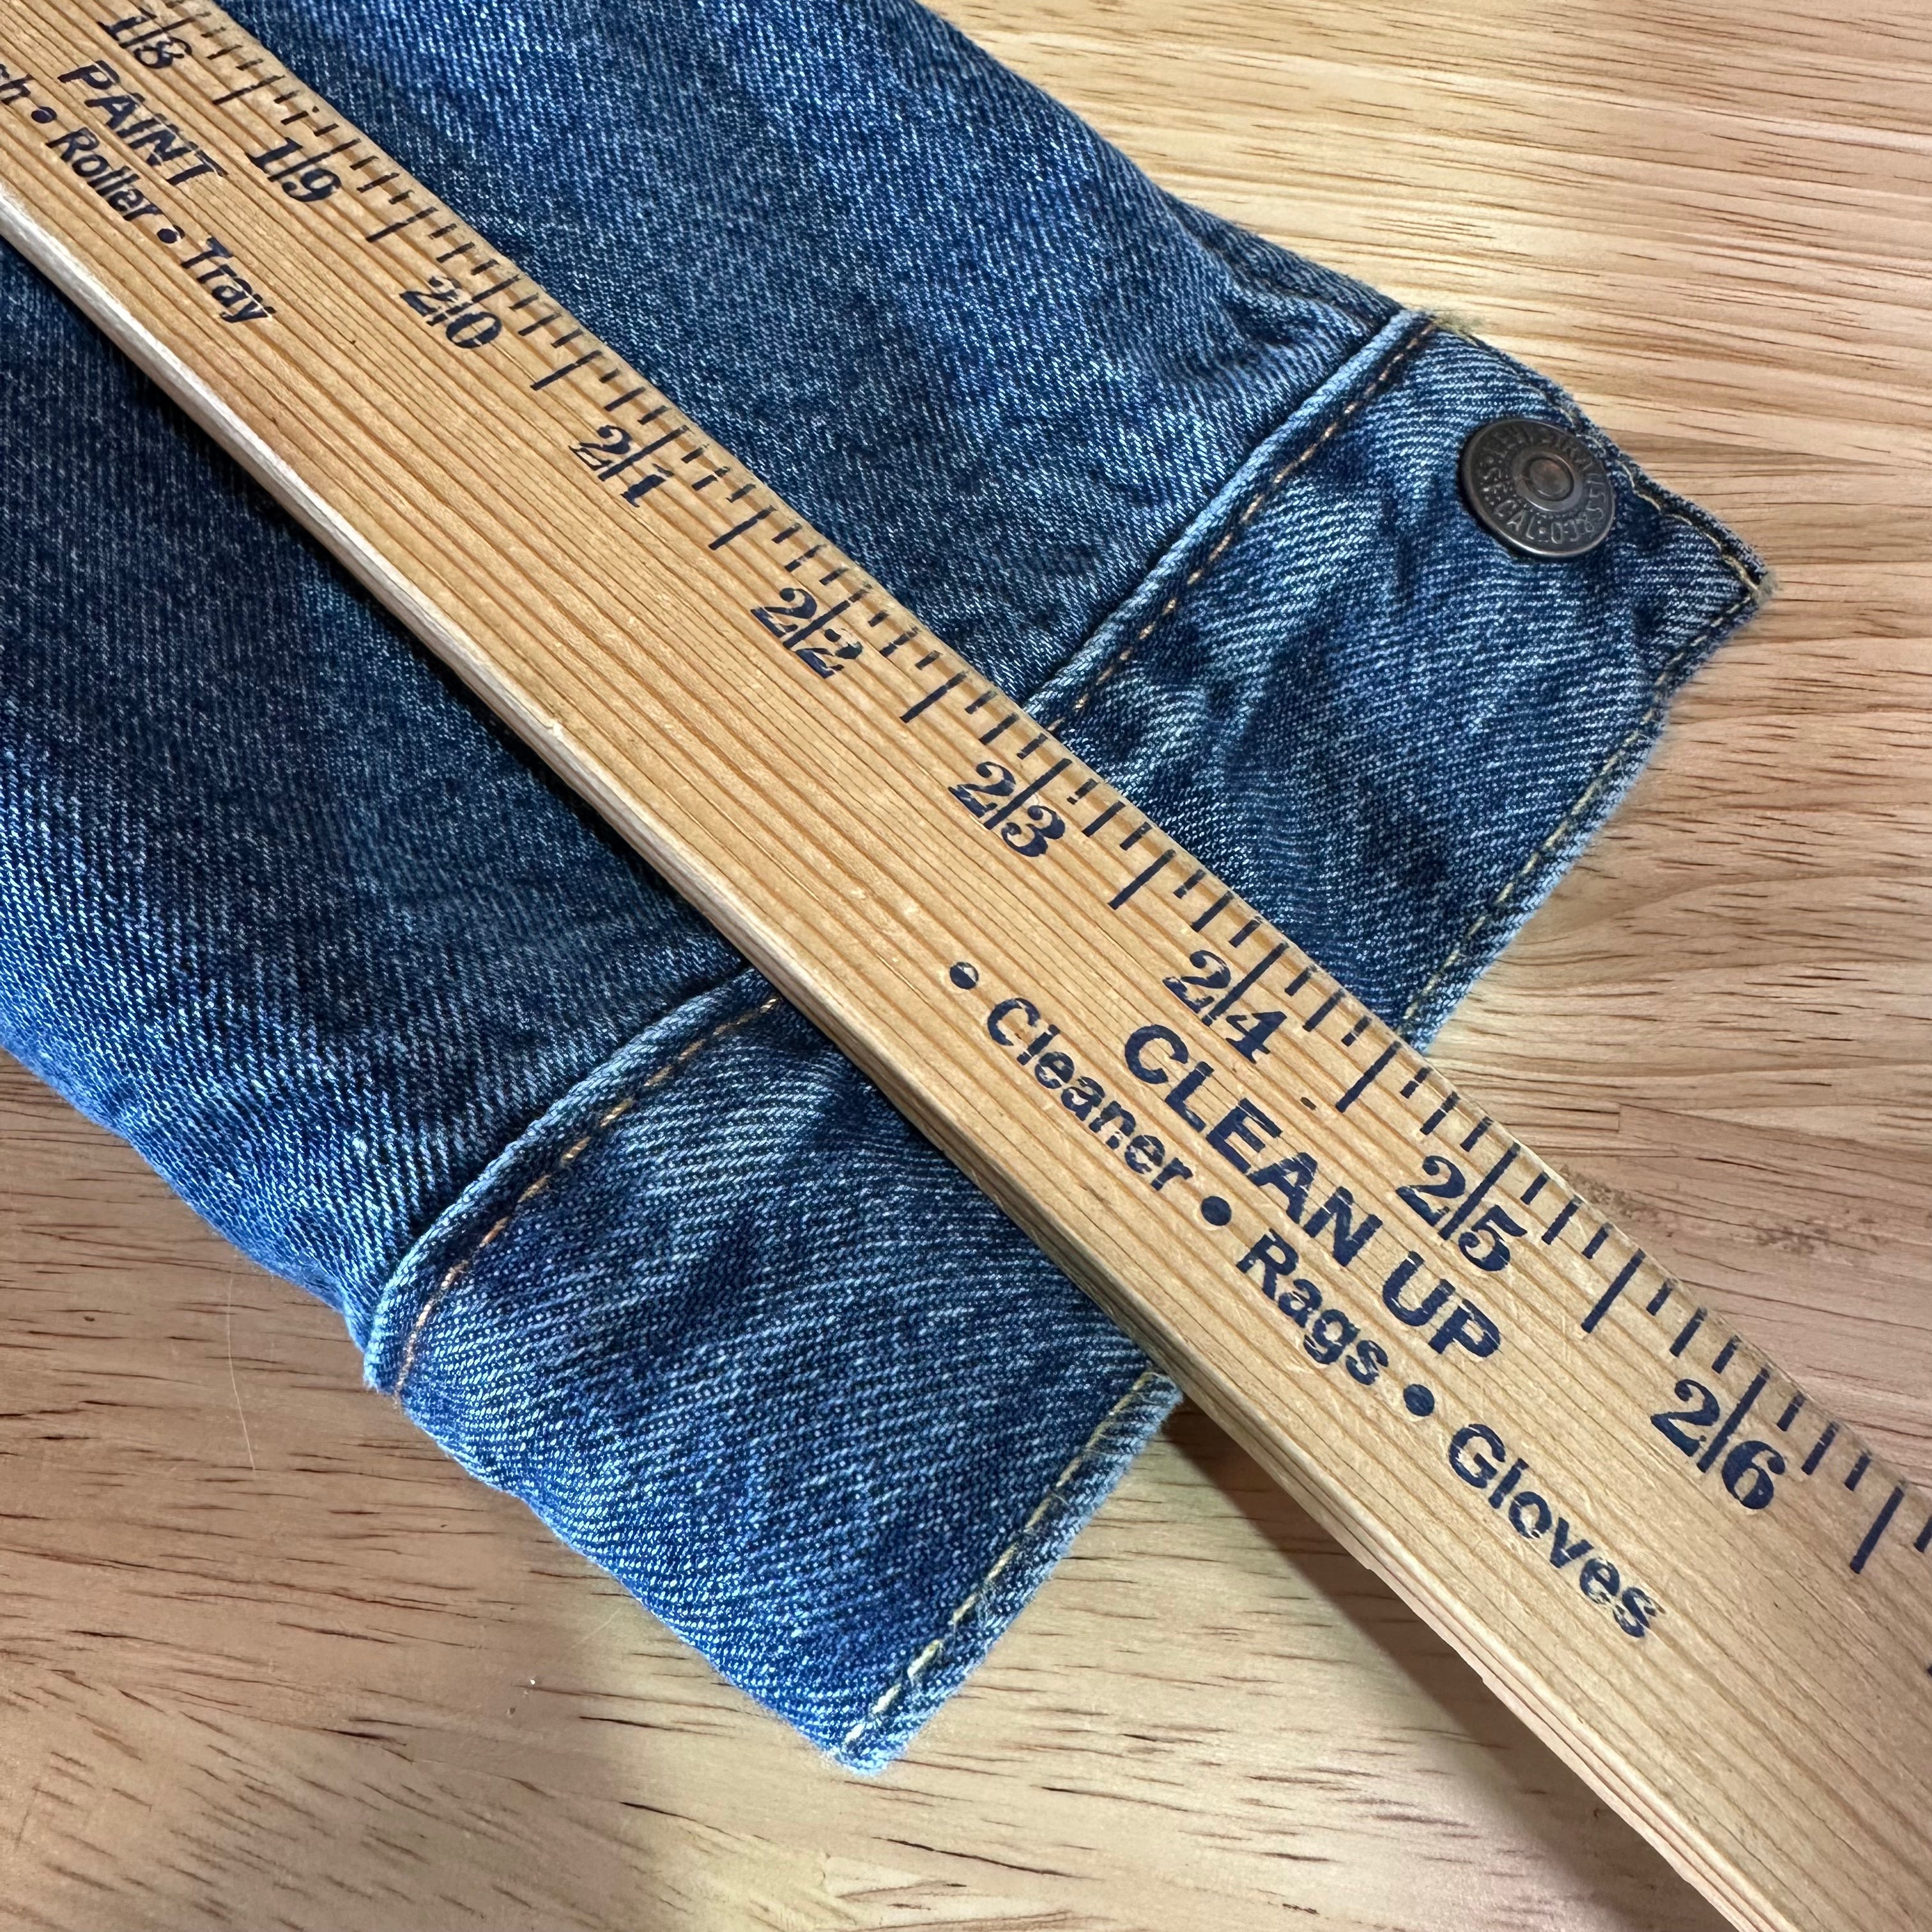 18 19 20 21 22 23 24 25 26
PAINT
Roller • Tray
CLEAN UP
• Cleaner • Rags • Gloves